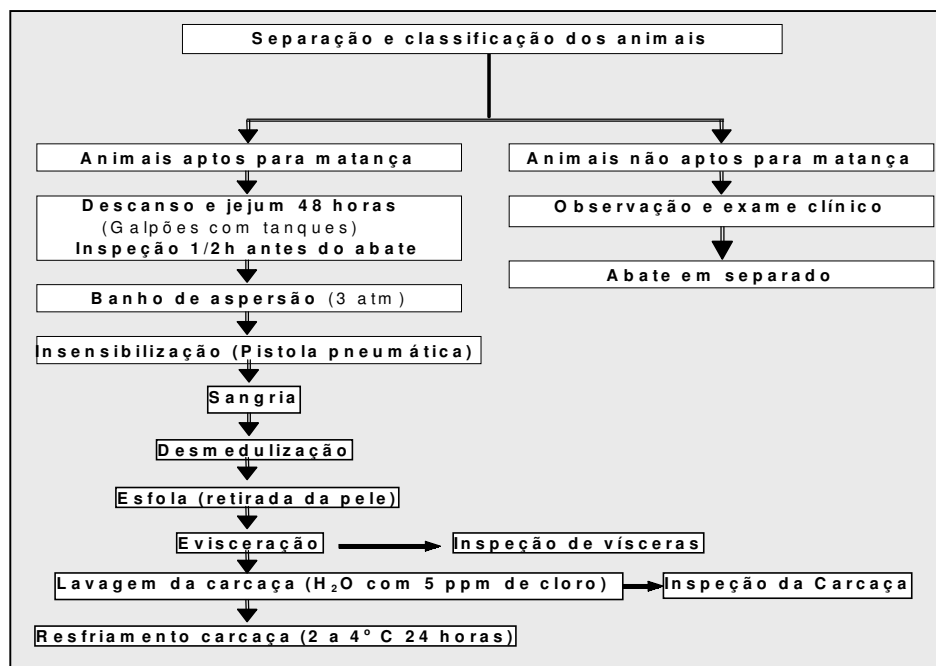 Separação e classificação dos animais
Animais aptos para matança
Animais não aptos para matança
Descanso e jejum 48 horas
(Galpões com tanques)
Inspeção 1/2h antes do abate
Observação e exame clínico
Abate em separado
Banho de aspersão (3 atm)
Insensibilização (Pistola pneumática)
Sangria
Desmedulização
Esfola (retirada da pele)
Evisceração
Inspeção de vísceras
Lavagem da carcaça (H₂O com 5 ppm de cloro)
Inspeção da Carcaça
Resfriamento carcaça (2 a 4º C 24 horas)